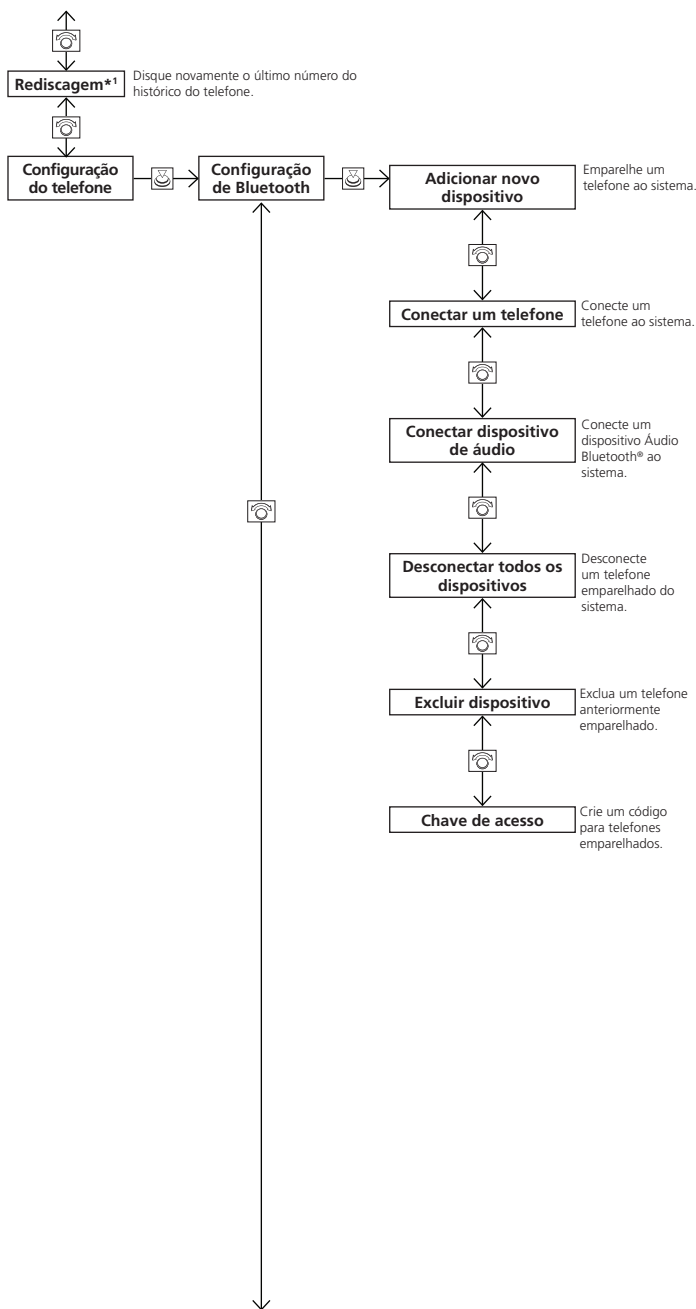 Rediscagem*1
Disque novamente o último número do
histórico do telefone.
Configuração
do telefone
Configuração
de Bluetooth
Adicionar novo
dispositivo
Emparelhe um
telefone ao sistema.
Conectar um telefone
Conecte um
telefone ao sistema.
Conectar dispositivo
de áudio
Conecte um
dispositivo Áudio
Bluetooth® ao
sistema.
Desconectar todos os
dispositivos
Desconecte
um telefone
emparelhado do
sistema.
Excluir dispositivo
Exclua um telefone
anteriormente
emparelhado.
Chave de acesso
Crie um código
para telefones
emparelhados.